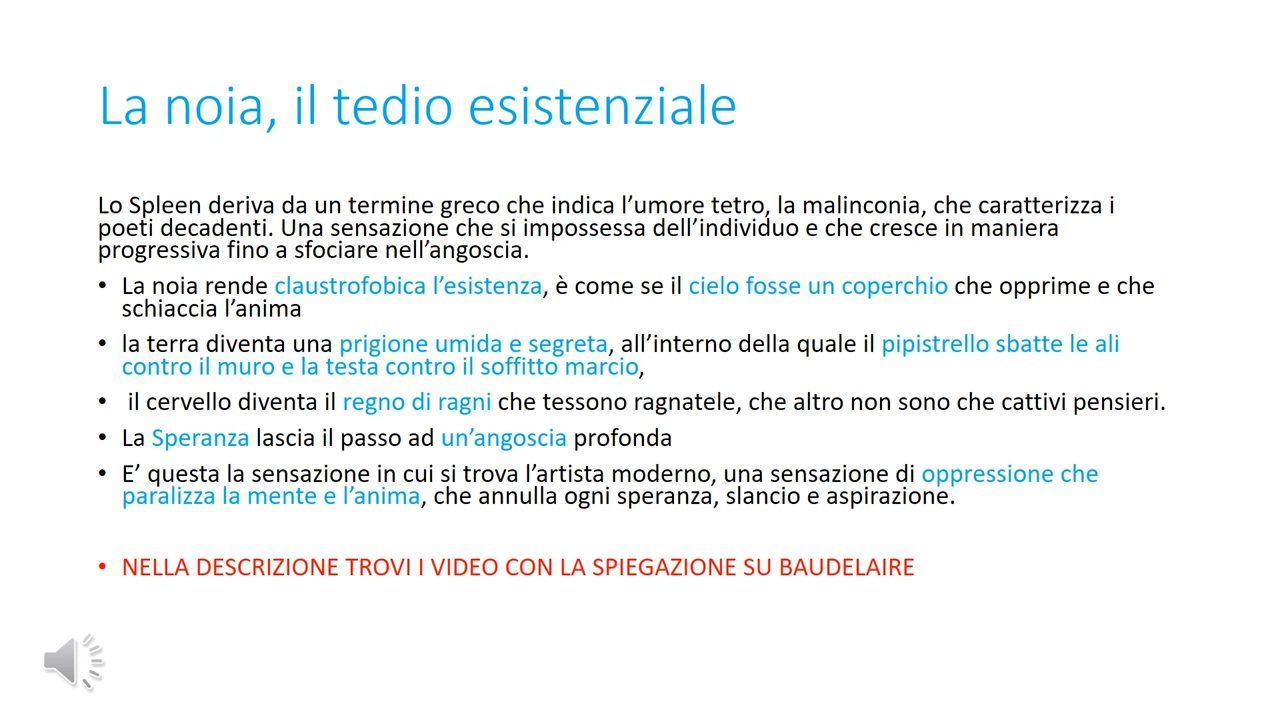 La noia, il tedio esistenziale
Lo Spleen deriva da un termine greco che indica l’umore tetro, la malinconia, che caratterizza i
poeti decadenti. Una sensazione che si impossessa dell’individuo e che cresce in maniera
progressiva fino a sfociare nell’angoscia.
• La noia rende claustrofobica l’esistenza, è come se il cielo fosse un coperchio che opprime e che
schiaccia l’anima
• la terra diventa una prigione umida e segreta, all’interno della quale il pipistrello sbatte le ali
contro il muro e la testa contro il soffitto marcio,
• il cervello diventa il regno di ragni che tessono ragnatele, che altro non sono che cattivi pensieri.
• La Speranza lascia il passo ad un’angoscia profonda
• E’ questa la sensazione in cui si trova l’artista moderno, una sensazione di oppressione che
paralizza la mente e l’anima, che annulla ogni speranza, slancio e aspirazione.
• NELLA DESCRIZIONE TROVI I VIDEO CON LA SPIEGAZIONE SU BAUDELAIRE